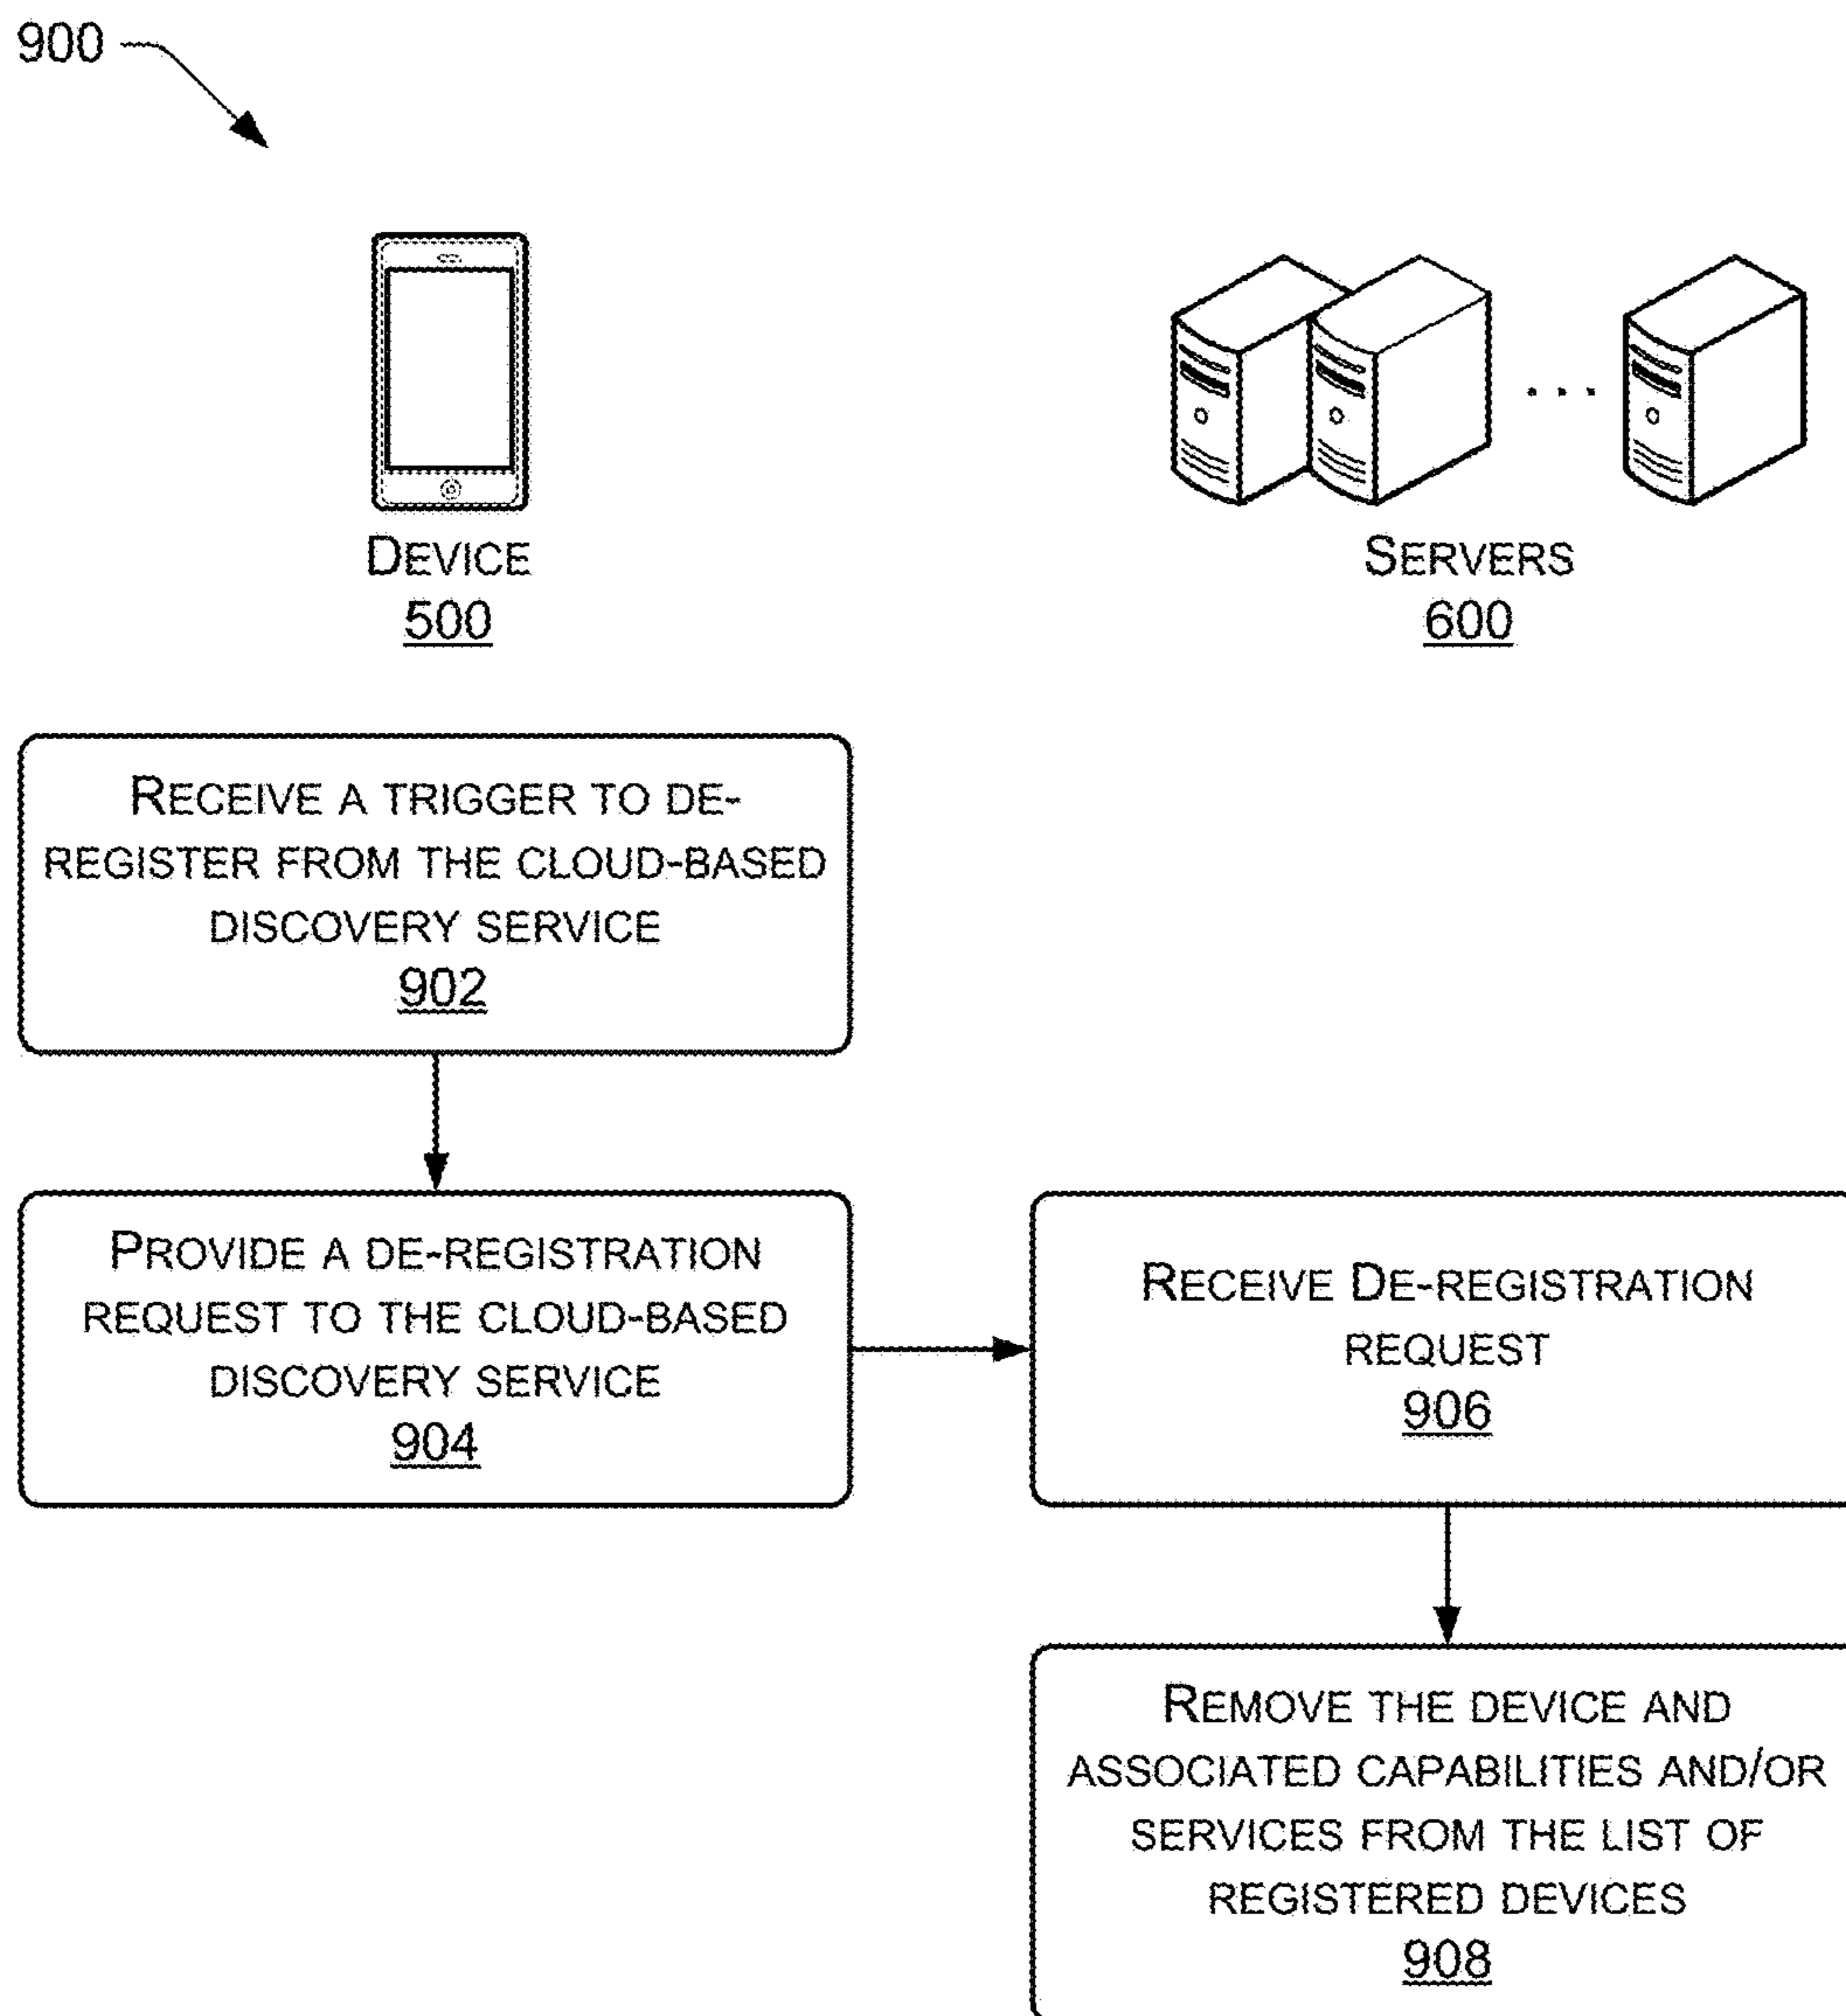 900
DEVICE
500
SERVERS
600
RECEIVE A TRIGGER TO DE-
REGISTER FROM THE CLOUD-BASED
DISCOVERY SERVICE
902
PROVIDE A DE-REGISTRATION
REQUEST TO THE CLOUD-BASED
DISCOVERY SERVICE
904
RECEIVE DE-REGISTRATION
REQUEST
906
REMOVE THE DEVICE AND
ASSOCIATED CAPABILITIES AND/OR
SERVICES FROM THE LIST OF
REGISTERED DEVICES
908